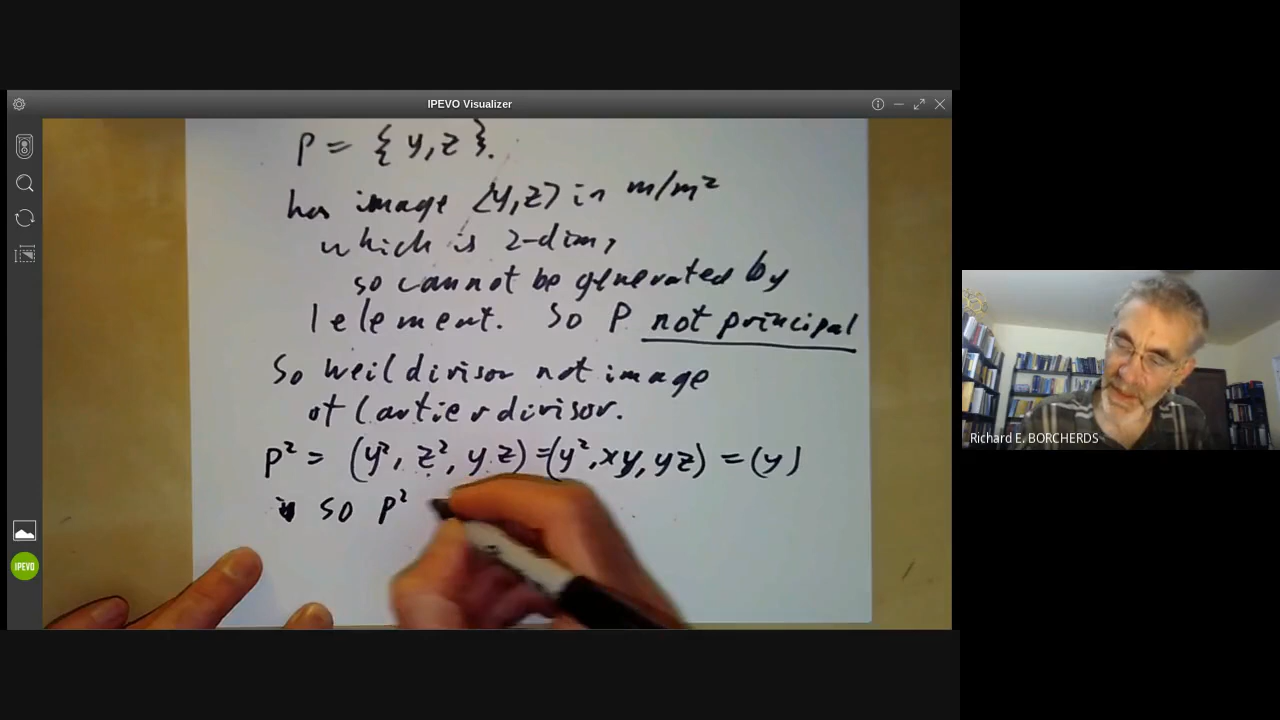 IPEVO Visualizer
P = { y, z }.
has image ⟨y, z⟩ in m/m²
which is 2-dim,
so cannot be generated by
1 element. So P not principal
So Weil divisor not image
of Cartier divisor.
P² = (y², z², y z) = (y², xy, yz) = (y)
so P²
Richard E. BORCHERDS
IPEVO